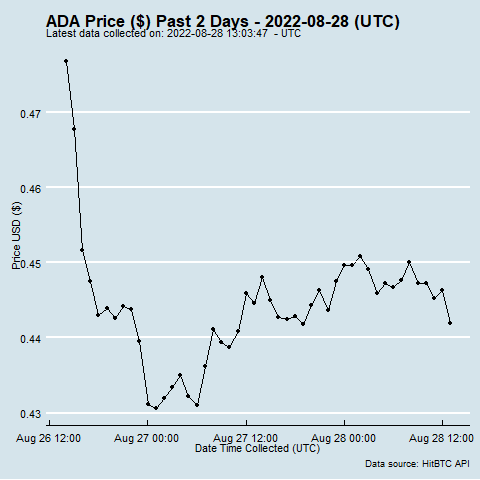 ADA Price ($) Past 2 Days - 2022-08-28 (UTC)
Latest data collected on: 2022-08-28 13:03:47 - UTC
0.47
0.46
0.45
0.44
0.43
Price USD ($)
Aug 26 12:00 Aug 27 00:00 Aug 27 12:00 Aug 28 00:00 Aug 28 12:00
Date Time Collected (UTC)
Data source: HitBTC API